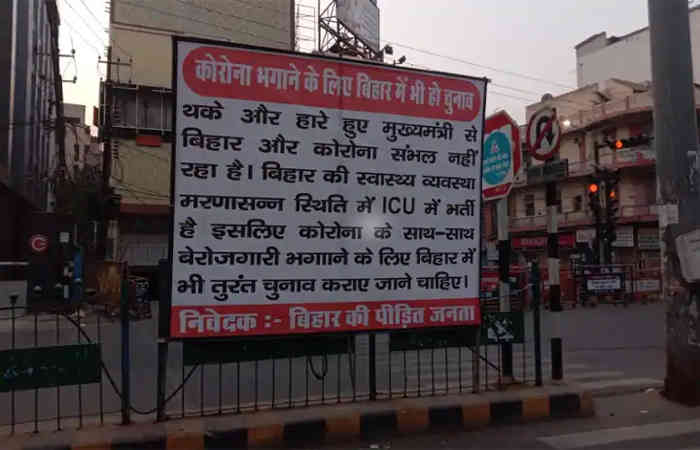 कोरोना भगाने के लिए बिहार में भी हो चुनाव
थके और हारे हुए मुख्यमंत्री से
बिहार और कोरोना संभल नहीं
रहा है। बिहार की स्वास्थ्य व्यवस्था
मरणासन्न स्थिति में ICU में भर्ती
है इसलिए कोरोना के साथ-साथ
बेरोजगारी भगााने के लिए बिहार में
भी तुरंत चुनाव कराए जाने चाहिए।
निवेदक :- बिहार की पीड़ित जनता